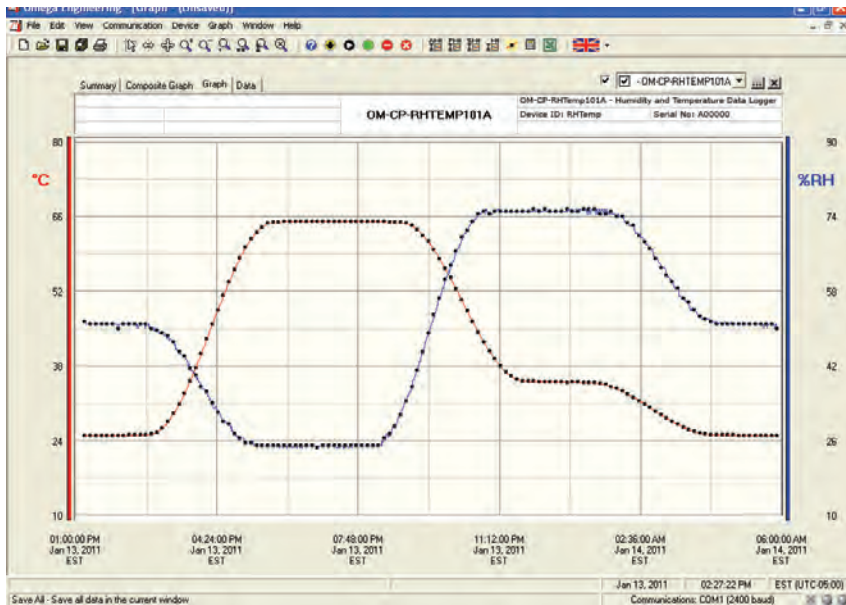 Omega Engineering - [Graph - (Unsaved)]
File Edit View Communication Device Graph Window Help
- OM-CP-RHTEMP101A
Summary Composite Graph Graph Data
OM-CP-RHTEMP101A
OM-CP-RHTemp101A - Humidity and Temperature Data Logger
Device ID: RHTemp Serial No: A00000
80 90
°C %RH
66 74
52 58
38 42
24 26
10 10
01:00:00 PM 04:24:00 PM 07:48:00 PM 11:12:00 PM 02:36:00 AM 06:00:00 AM
Jan 13, 2011 Jan 13, 2011 Jan 13, 2011 Jan 13, 2011 Jan 14, 2011 Jan 14, 2011
EST EST EST EST EST EST
Jan 13, 2011 02:27:22 PM EST (UTC-05:00)
Save All - Save all data in the current window Communications: COM1 (2400 baud)